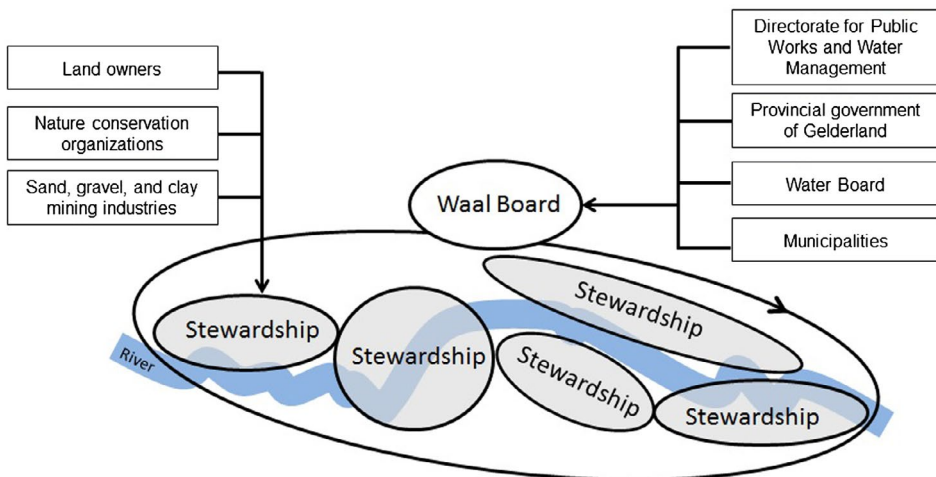 Land owners
Nature conservation
organizations
Sand, gravel, and clay
mining industries
Directorate for Public
Works and Water
Management
Provincial government
of Gelderland
Water Board
Municipalities
Waal Board
Stewardship
Stewardship
Stewardship
Stewardship
Stewardship
River